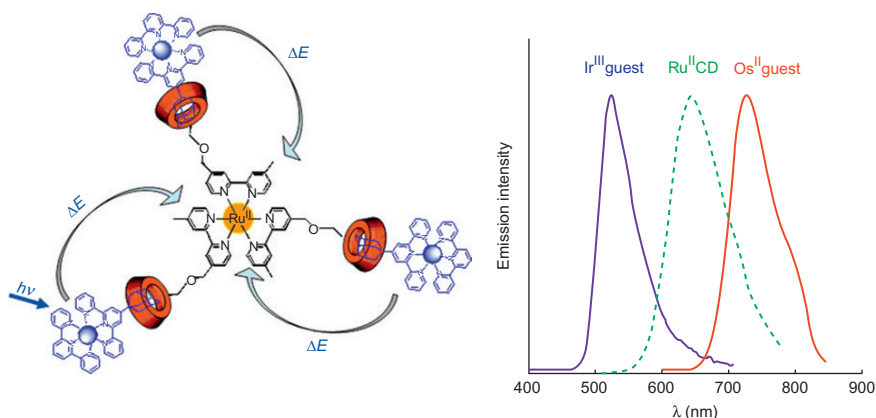 ΔE
ΔE
ΔE
hν
O
O
O
N
N
N
N
N
N
Ru^II
Ir^III guest
Ru^II CD
Os^II guest
Emission intensity
400 500 600 700 800 900
λ (nm)